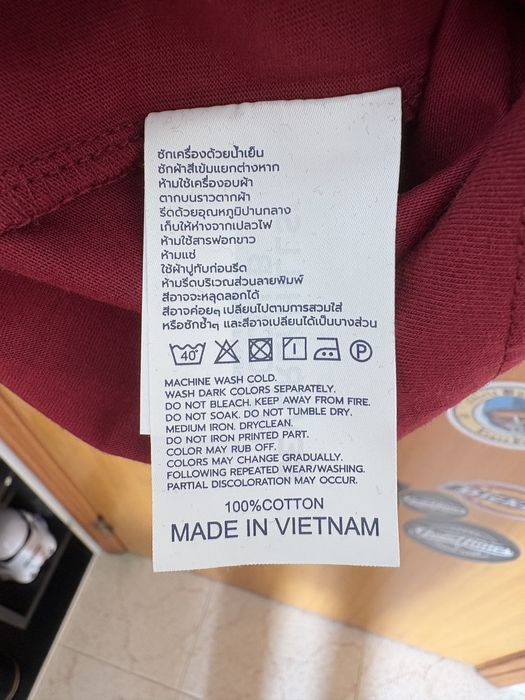 ซักเครื่องด้วยน้ำเย็น
ซักผ้าสีเข้มแยกต่างหาก
ห้ามใช้เครื่องอบผ้า
ตากบนราวตากผ้า
รีดด้วยอุณหภูมิปานกลาง
เก็บให้ห่างจากเปลวไฟ
ห้ามใช้สารฟอกขาว
ห้ามแช่
ใช้ผ้าปูทับก่อนรีด
ห้ามรีดบริเวณส่วนลายพิมพ์
สีอาจจะหลุดลอกได้
สีอาจค่อยๆ เปลี่ยนไปตามการสวมใส่
หรือซักซ้ำๆ และสีอาจเปลี่ยนได้เป็นบางส่วน
40° P
MACHINE WASH COLD.
WASH DARK COLORS SEPARATELY.
DO NOT BLEACH. KEEP AWAY FROM FIRE.
DO NOT SOAK. DO NOT TUMBLE DRY.
MEDIUM IRON. DRYCLEAN.
DO NOT IRON PRINTED PART.
COLOR MAY RUB OFF.
COLORS MAY CHANGE GRADUALLY.
FOLLOWING REPEATED WEAR/WASHING.
PARTIAL DISCOLORATION MAY OCCUR.
100%COTTON
MADE IN VIETNAM